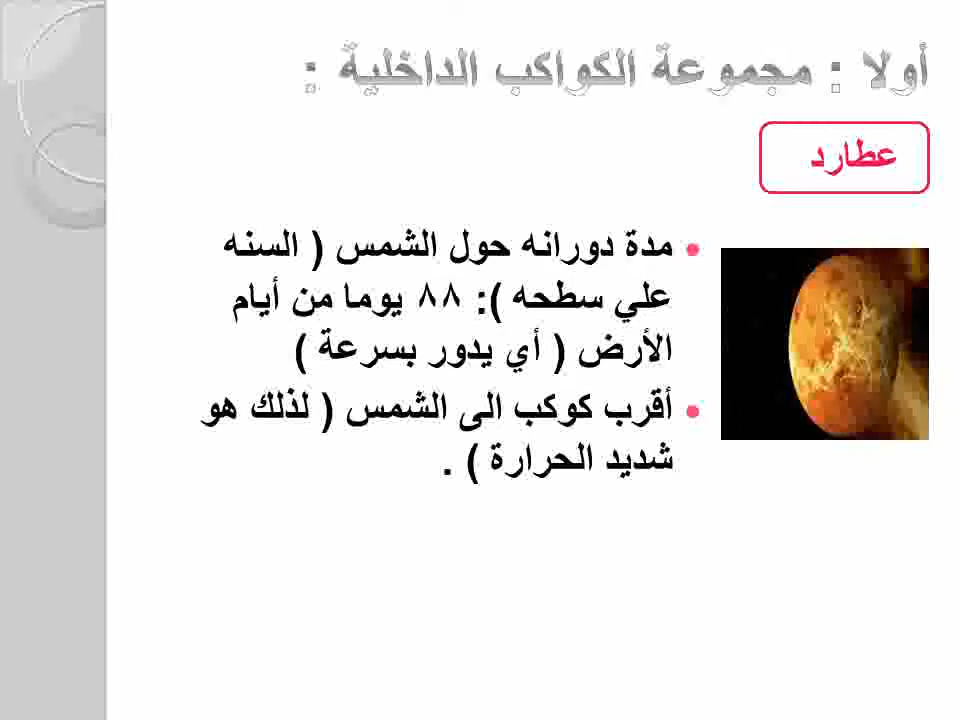 أولا : مجموعة الكواكب الداخلية :
عطارد
• مدة دورانه حول الشمس ( السنه
علي سطحه ): ٨٨ يوما من أيام
الأرض ( أي يدور بسرعة )
• أقرب كوكب الى الشمس ( لذلك هو
شديد الحرارة ) .